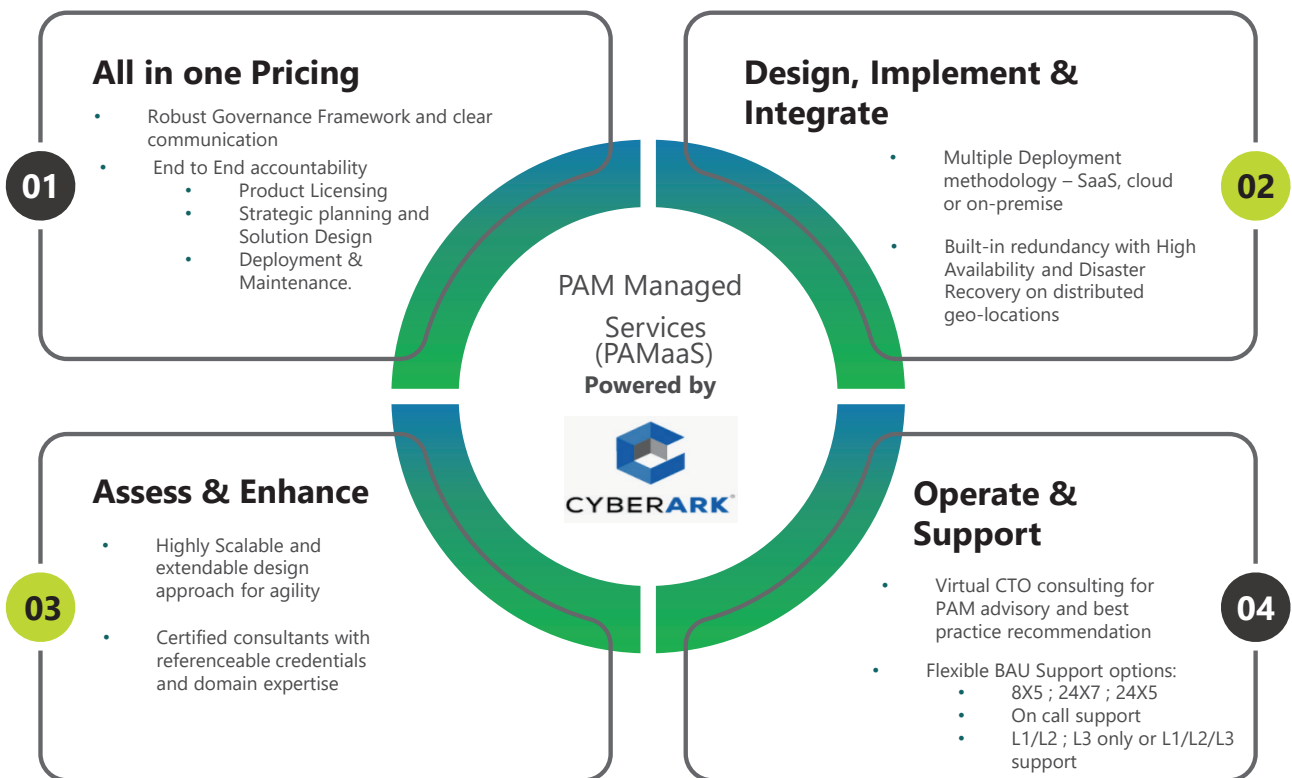 01
All in one Pricing
• Robust Governance Framework and clear
communication
• End to End accountability
• Product Licensing
• Strategic planning and
Solution Design
• Deployment &
Maintenance.
02
Design, Implement &
Integrate
• Multiple Deployment
methodology – SaaS, cloud
or on-premise
• Built-in redundancy with High
Availability and Disaster
Recovery on distributed
geo-locations
PAM Managed
Services
(PAMaaS)
Powered by
CYBERARK®
03
Assess & Enhance
• Highly Scalable and
extendable design
approach for agility
• Certified consultants with
referenceable credentials
and domain expertise
04
Operate &
Support
• Virtual CTO consulting for
PAM advisory and best
practice recommendation
• Flexible BAU Support options:
• 8X5 ; 24X7 ; 24X5
• On call support
• L1/L2 ; L3 only or L1/L2/L3
support